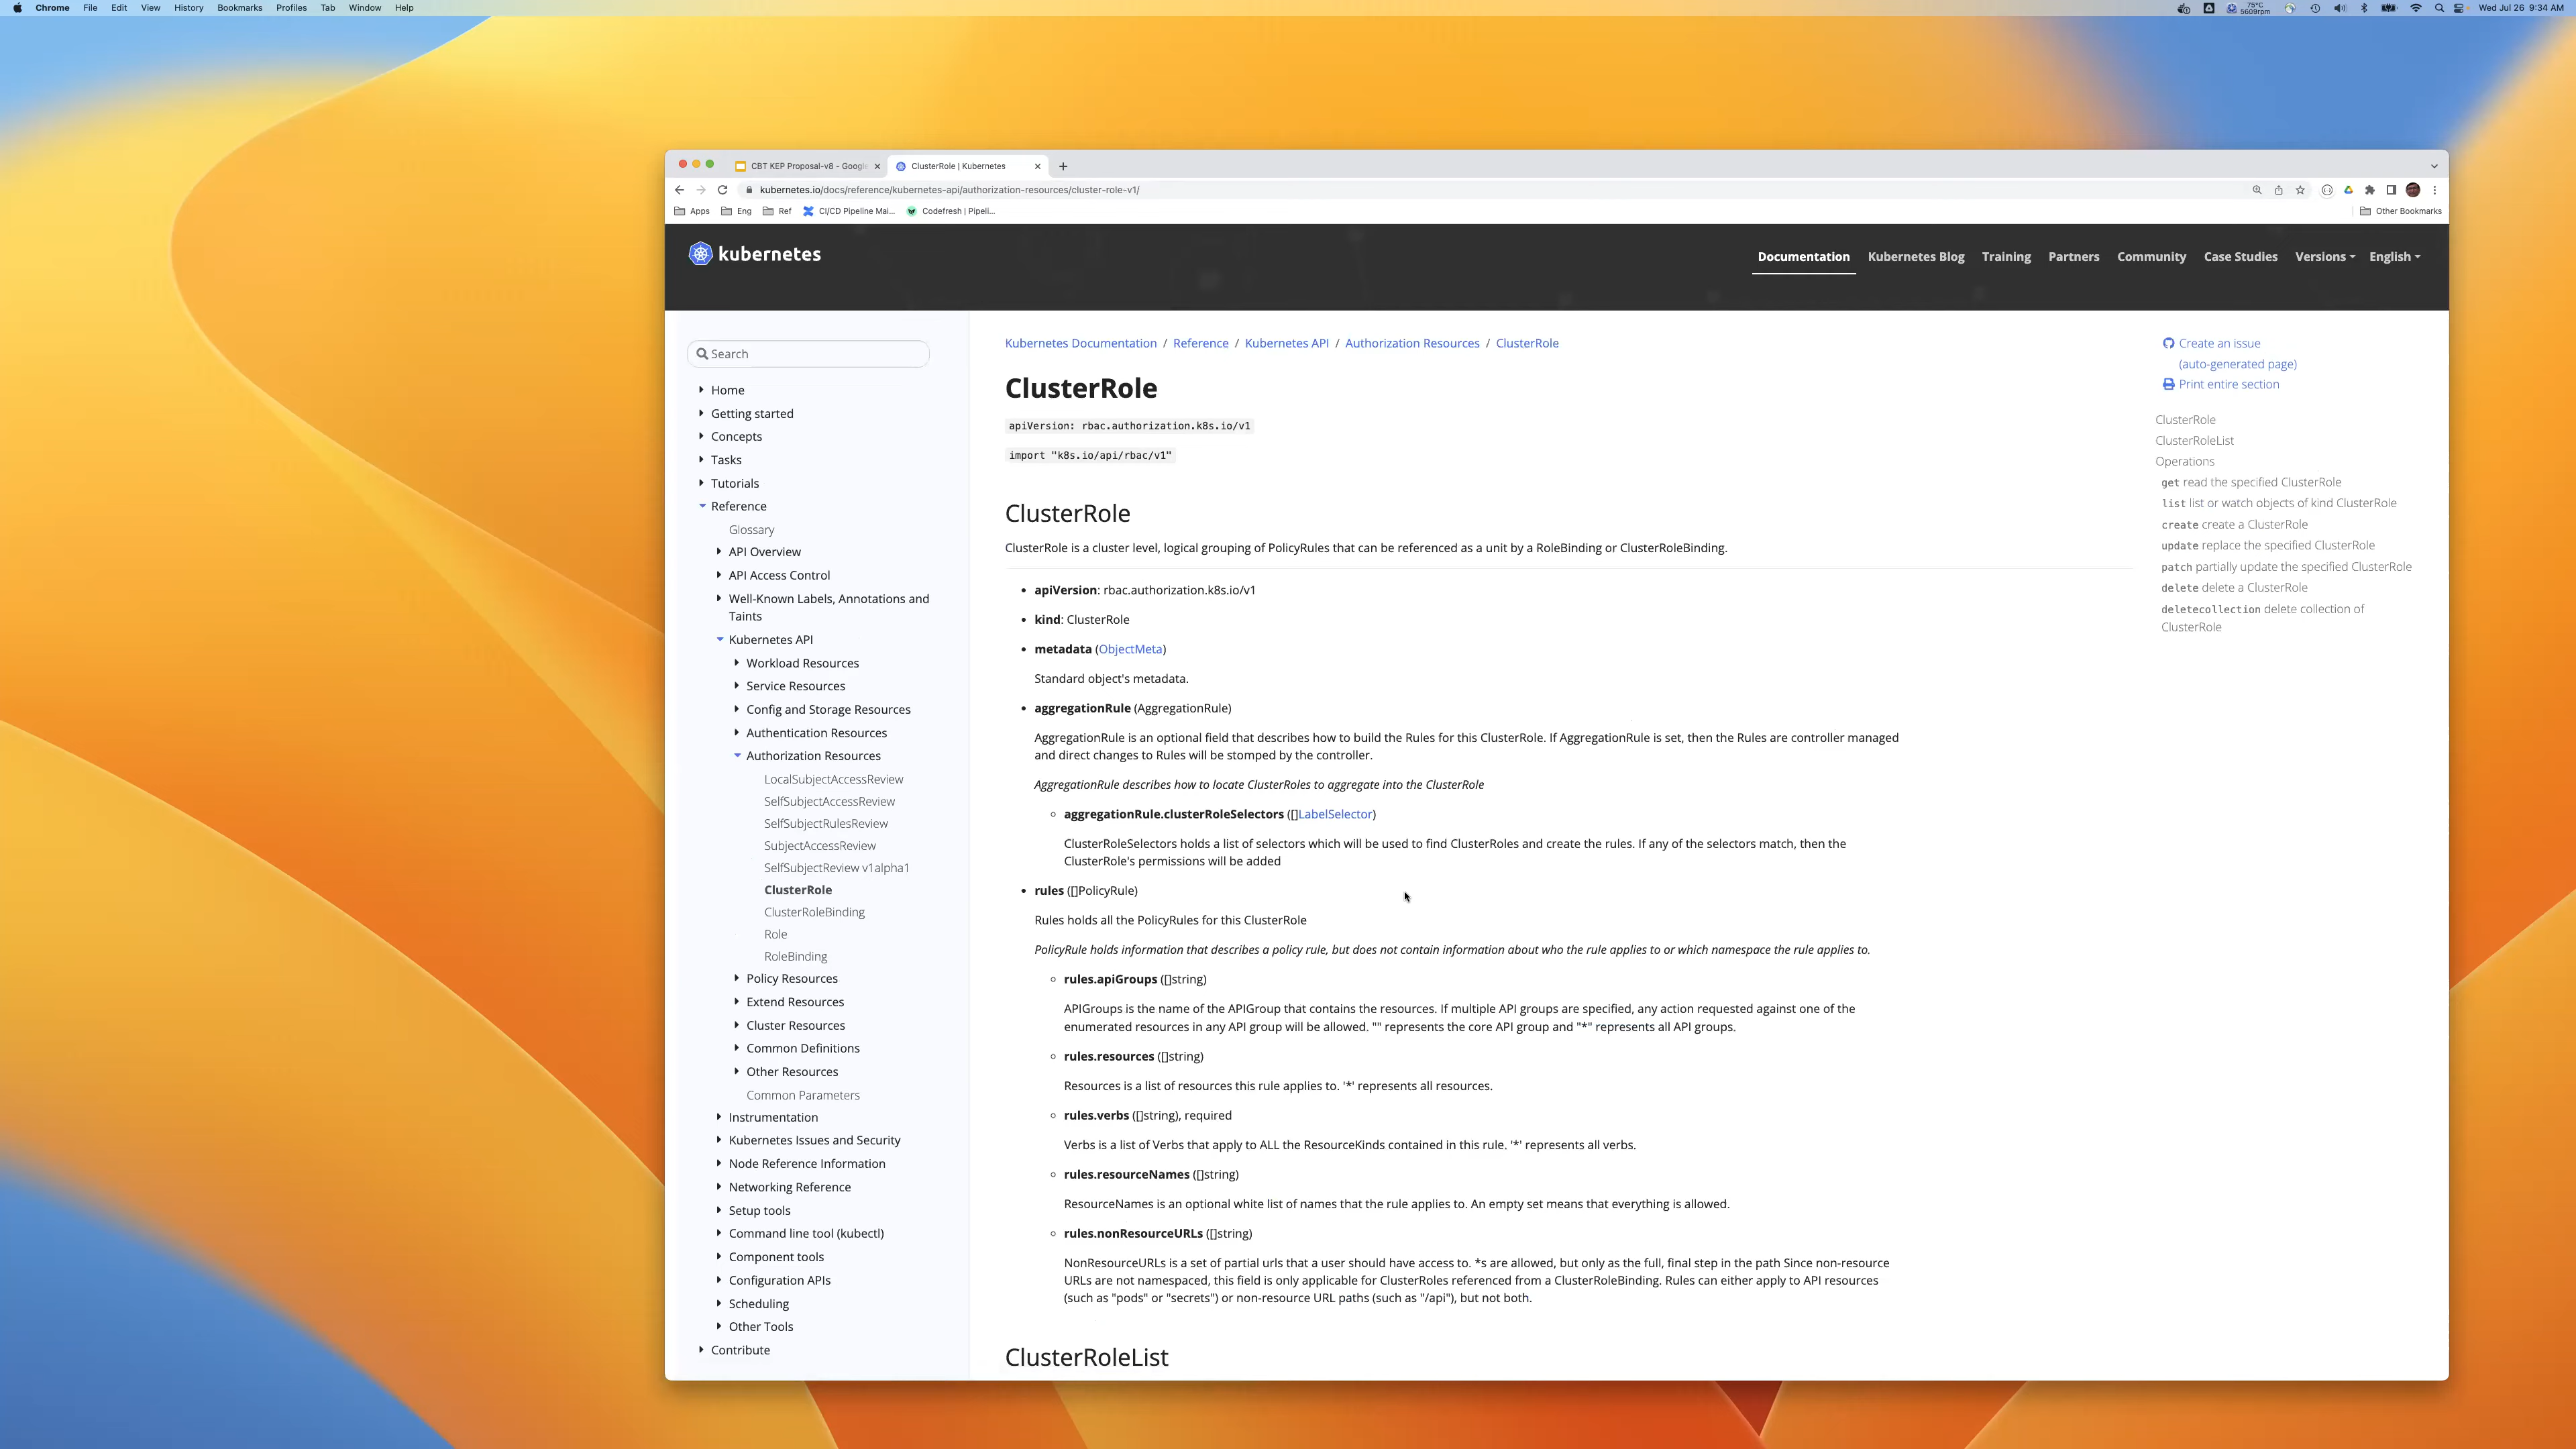 Chrome File Edit View History Bookmarks Profiles Tab Window Help
75°C
5609rpm
Wed Jul 26 9:34 AM
CBT KEP Proposal-v8 - Google
ClusterRole | Kubernetes
kubernetes.io/docs/reference/kubernetes-api/authorization-resources/cluster-role-v1/
Apps Eng Ref CI/CD Pipeline Mai... Codefresh | Pipeli... Other Bookmarks
kubernetes
Documentation Kubernetes Blog Training Partners Community Case Studies Versions English
Search
Home
Getting started
Concepts
Tasks
Tutorials
Reference
Glossary
API Overview
API Access Control
Well-Known Labels, Annotations and
Taints
Kubernetes API
Workload Resources
Service Resources
Config and Storage Resources
Authentication Resources
Authorization Resources
LocalSubjectAccessReview
SelfSubjectAccessReview
SelfSubjectRulesReview
SubjectAccessReview
SelfSubjectReview v1alpha1
ClusterRole
ClusterRoleBinding
Role
RoleBinding
Policy Resources
Extend Resources
Cluster Resources
Common Definitions
Other Resources
Common Parameters
Instrumentation
Kubernetes Issues and Security
Node Reference Information
Networking Reference
Setup tools
Command line tool (kubectl)
Component tools
Configuration APIs
Scheduling
Other Tools
Contribute
Kubernetes Documentation / Reference / Kubernetes API / Authorization Resources / ClusterRole
ClusterRole
apiVersion: rbac.authorization.k8s.io/v1
import "k8s.io/api/rbac/v1"
ClusterRole
ClusterRole is a cluster level, logical grouping of PolicyRules that can be referenced as a unit by a RoleBinding or ClusterRoleBinding.
• apiVersion: rbac.authorization.k8s.io/v1
• kind: ClusterRole
• metadata (ObjectMeta)
Standard object's metadata.
• aggregationRule (AggregationRule)
AggregationRule is an optional field that describes how to build the Rules for this ClusterRole. If AggregationRule is set, then the Rules are controller managed
and direct changes to Rules will be stomped by the controller.
AggregationRule describes how to locate ClusterRoles to aggregate into the ClusterRole
◦ aggregationRule.clusterRoleSelectors ([]LabelSelector)
ClusterRoleSelectors holds a list of selectors which will be used to find ClusterRoles and create the rules. If any of the selectors match, then the
ClusterRole's permissions will be added
• rules ([]PolicyRule)
Rules holds all the PolicyRules for this ClusterRole
PolicyRule holds information that describes a policy rule, but does not contain information about who the rule applies to or which namespace the rule applies to.
◦ rules.apiGroups ([]string)
APIGroups is the name of the APIGroup that contains the resources. If multiple API groups are specified, any action requested against one of the
enumerated resources in any API group will be allowed. "" represents the core API group and "*" represents all API groups.
◦ rules.resources ([]string)
Resources is a list of resources this rule applies to. '*' represents all resources.
◦ rules.verbs ([]string), required
Verbs is a list of Verbs that apply to ALL the ResourceKinds contained in this rule. '*' represents all verbs.
◦ rules.resourceNames ([]string)
ResourceNames is an optional white list of names that the rule applies to. An empty set means that everything is allowed.
◦ rules.nonResourceURLs ([]string)
NonResourceURLs is a set of partial urls that a user should have access to. *s are allowed, but only as the full, final step in the path Since non-resource
URLs are not namespaced, this field is only applicable for ClusterRoles referenced from a ClusterRoleBinding. Rules can either apply to API resources
(such as "pods" or "secrets") or non-resource URL paths (such as "/api"), but not both.
ClusterRoleList
Create an issue
(auto-generated page)
Print entire section
ClusterRole
ClusterRoleList
Operations
get read the specified ClusterRole
list list or watch objects of kind ClusterRole
create create a ClusterRole
update replace the specified ClusterRole
patch partially update the specified ClusterRole
delete delete a ClusterRole
deletecollection delete collection of
ClusterRole